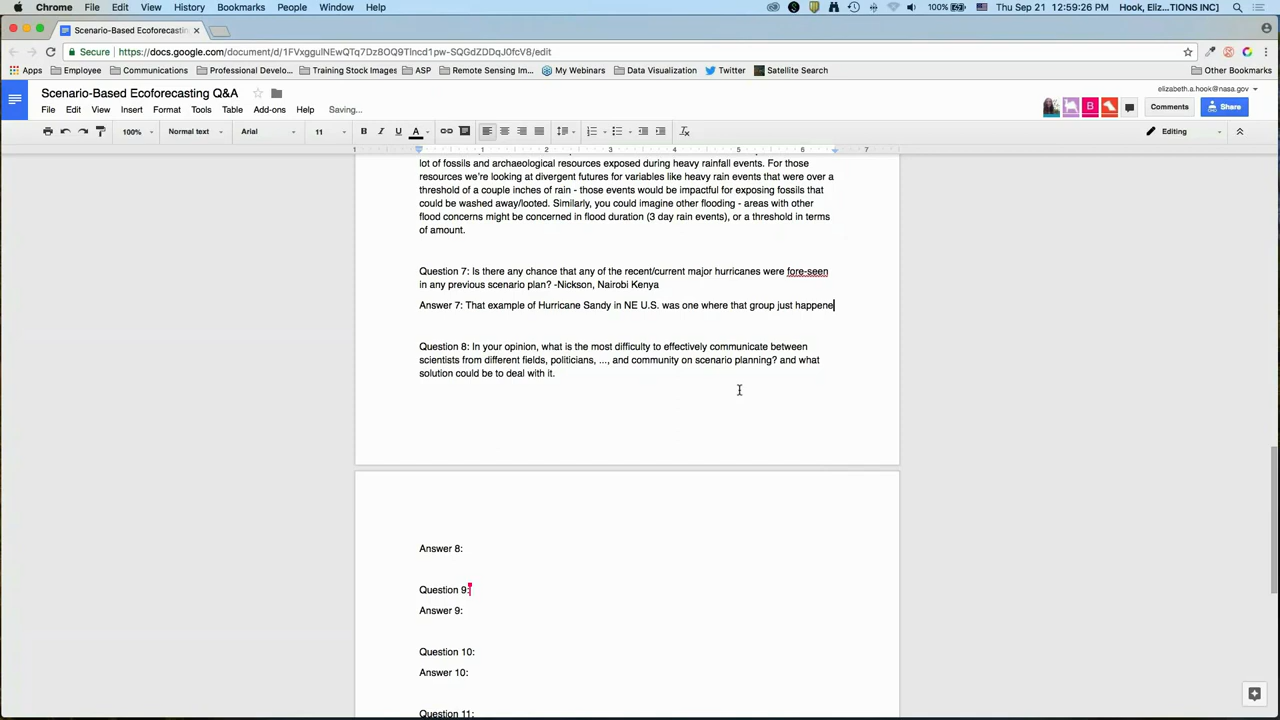 Chrome File Edit View History Bookmarks People Window Help 100% Thu Sep 21 12:59:26 PM Hook, Eliz...TIONS INC]
Scenario-Based Ecoforecasting
Secure https://docs.google.com/document/d/1FVxggulNEwQTq7Dz8OQ9Tlncd1pw-SQGdZDDqJ0fcV8/edit
Apps Employee Communications Professional Develo... Training Stock Images ASP Remote Sensing Im... My Webinars Data Visualization Twitter Satellite Search Other Bookmarks
elizabeth.a.hook@nasa.gov
Scenario-Based Ecoforecasting Q&A
File Edit View Insert Format Tools Table Add-ons Help Saving... Comments Share
100% Normal text Arial 11 B I U A Editing
1 1 2 3 4 5 6 7
lot of fossils and archaeological resources exposed during heavy rainfall events. For those
resources we're looking at divergent futures for variables like heavy rain events that were over a
threshold of a couple inches of rain - those events would be impactful for exposing fossils that
could be washed away/looted. Similarly, you could imagine other flooding - areas with other
flood concerns might be concerned in flood duration (3 day rain events), or a threshold in terms
of amount.
Question 7: Is there any chance that any of the recent/current major hurricanes were fore-seen
in any previous scenario plan? -Nickson, Nairobi Kenya
Answer 7: That example of Hurricane Sandy in NE U.S. was one where that group just happene
Question 8: In your opinion, what is the most difficulty to effectively communicate between
scientists from different fields, politicians, ..., and community on scenario planning? and what
solution could be to deal with it.
Answer 8:
Question 9:
Answer 9:
Question 10:
Answer 10:
Question 11: